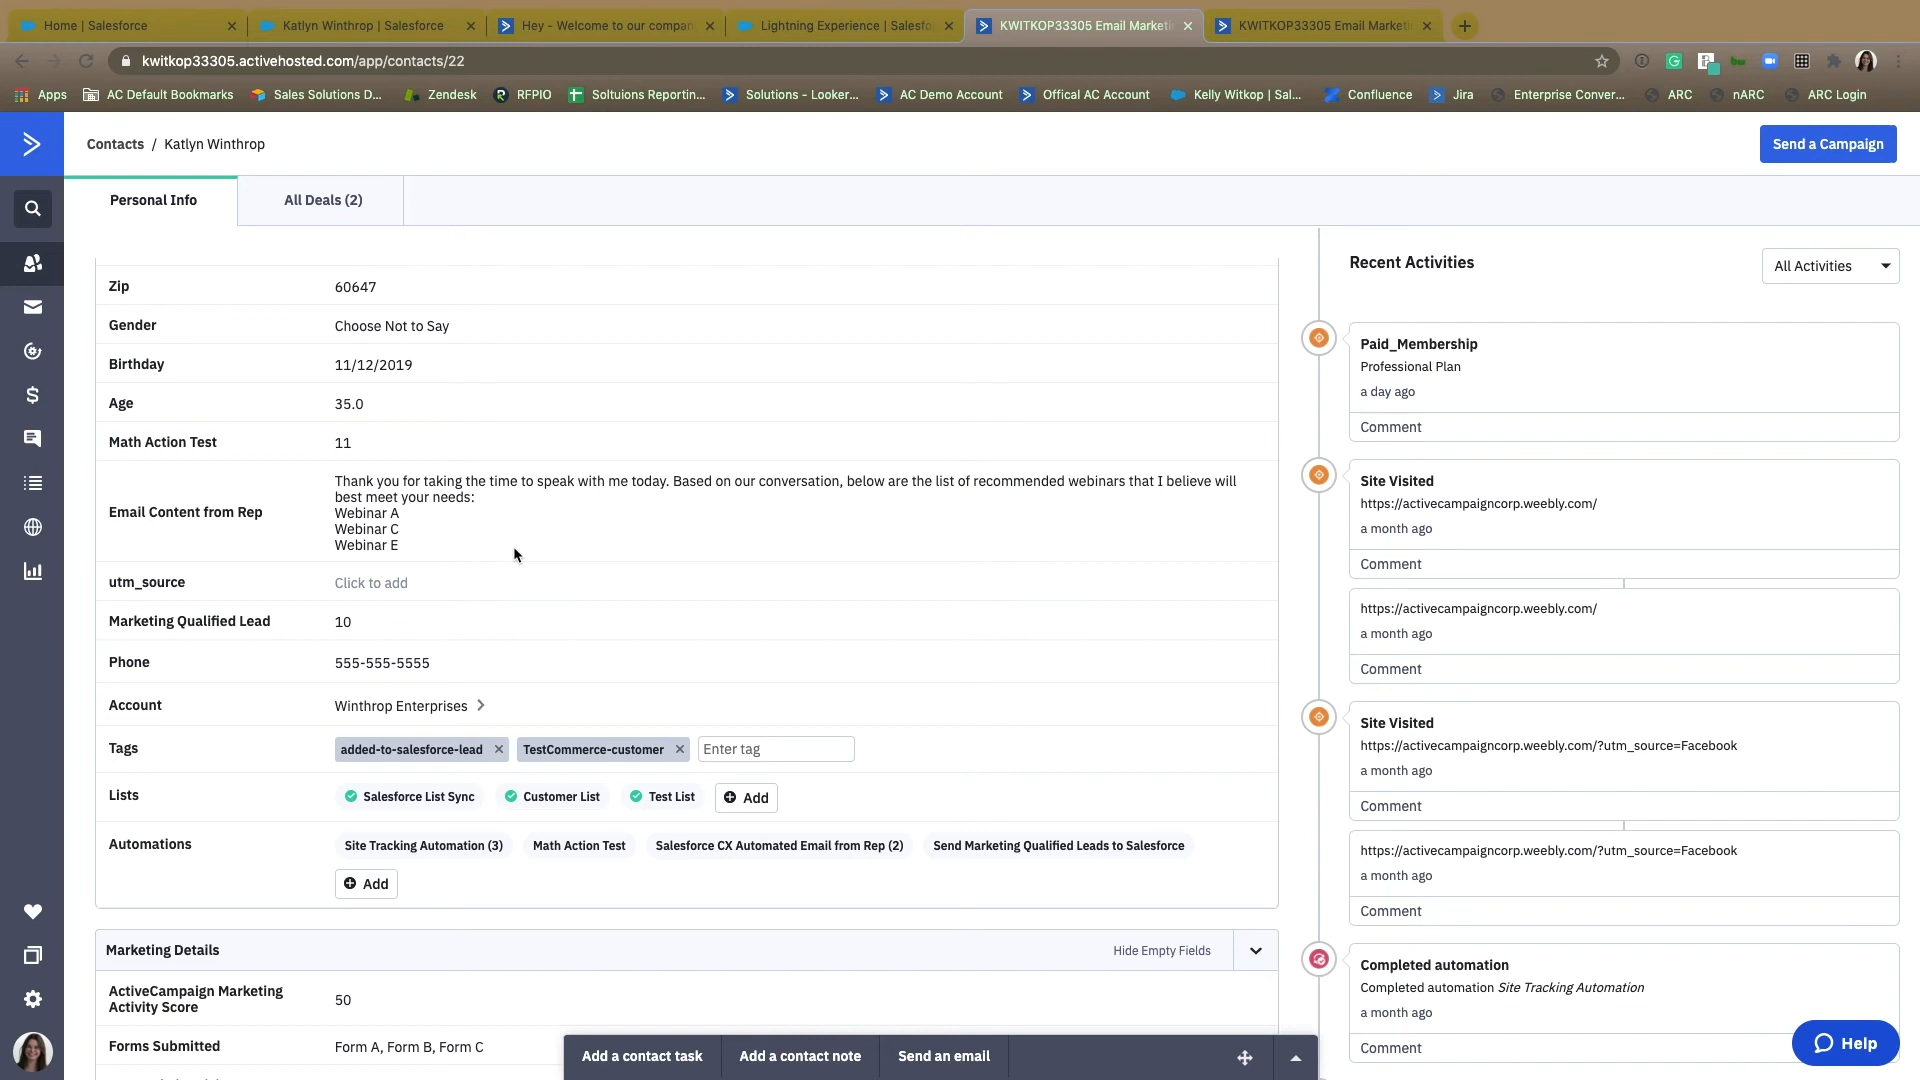 Home | Salesforce
Katlyn Winthrop | Salesforce
Hey - Welcome to our compan
Lightning Experience | Salesfo
KWITKOP33305 Email Marketi
KWITKOP33305 Email Marketi
kwitkop33305.activehosted.com/app/contacts/22
Apps
AC Default Bookmarks
Sales Solutions D...
Zendesk
RFPIO
Soltuions Reportin...
Solutions - Looker...
AC Demo Account
Offical AC Account
Kelly Witkop | Sal...
Confluence
Jira
Enterprise Conver...
ARC
nARC
ARC Login
Contacts / Katlyn Winthrop
Send a Campaign
Personal Info
All Deals (2)
Zip 60647
Gender Choose Not to Say
Birthday 11/12/2019
Age 35.0
Math Action Test 11
Email Content from Rep
Thank you for taking the time to speak with me today. Based on our conversation, below are the list of recommended webinars that I believe will
best meet your needs:
Webinar A
Webinar C
Webinar E
utm_source Click to add
Marketing Qualified Lead 10
Phone 555-555-5555
Account Winthrop Enterprises
Tags added-to-salesforce-lead TestCommerce-customer Enter tag
Lists Salesforce List Sync Customer List Test List Add
Automations Site Tracking Automation (3) Math Action Test Salesforce CX Automated Email from Rep (2) Send Marketing Qualified Leads to Salesforce
Add
Marketing Details Hide Empty Fields
ActiveCampaign Marketing
Activity Score 50
Forms Submitted Form A, Form B, Form C
Add a contact task
Add a contact note
Send an email
Recent Activities
All Activities
Paid_Membership
Professional Plan
a day ago
Comment
Site Visited
https://activecampaigncorp.weebly.com/
a month ago
Comment
https://activecampaigncorp.weebly.com/
a month ago
Comment
Site Visited
https://activecampaigncorp.weebly.com/?utm_source=Facebook
a month ago
Comment
https://activecampaigncorp.weebly.com/?utm_source=Facebook
a month ago
Comment
Completed automation
Completed automation Site Tracking Automation
a month ago
Comment
Help